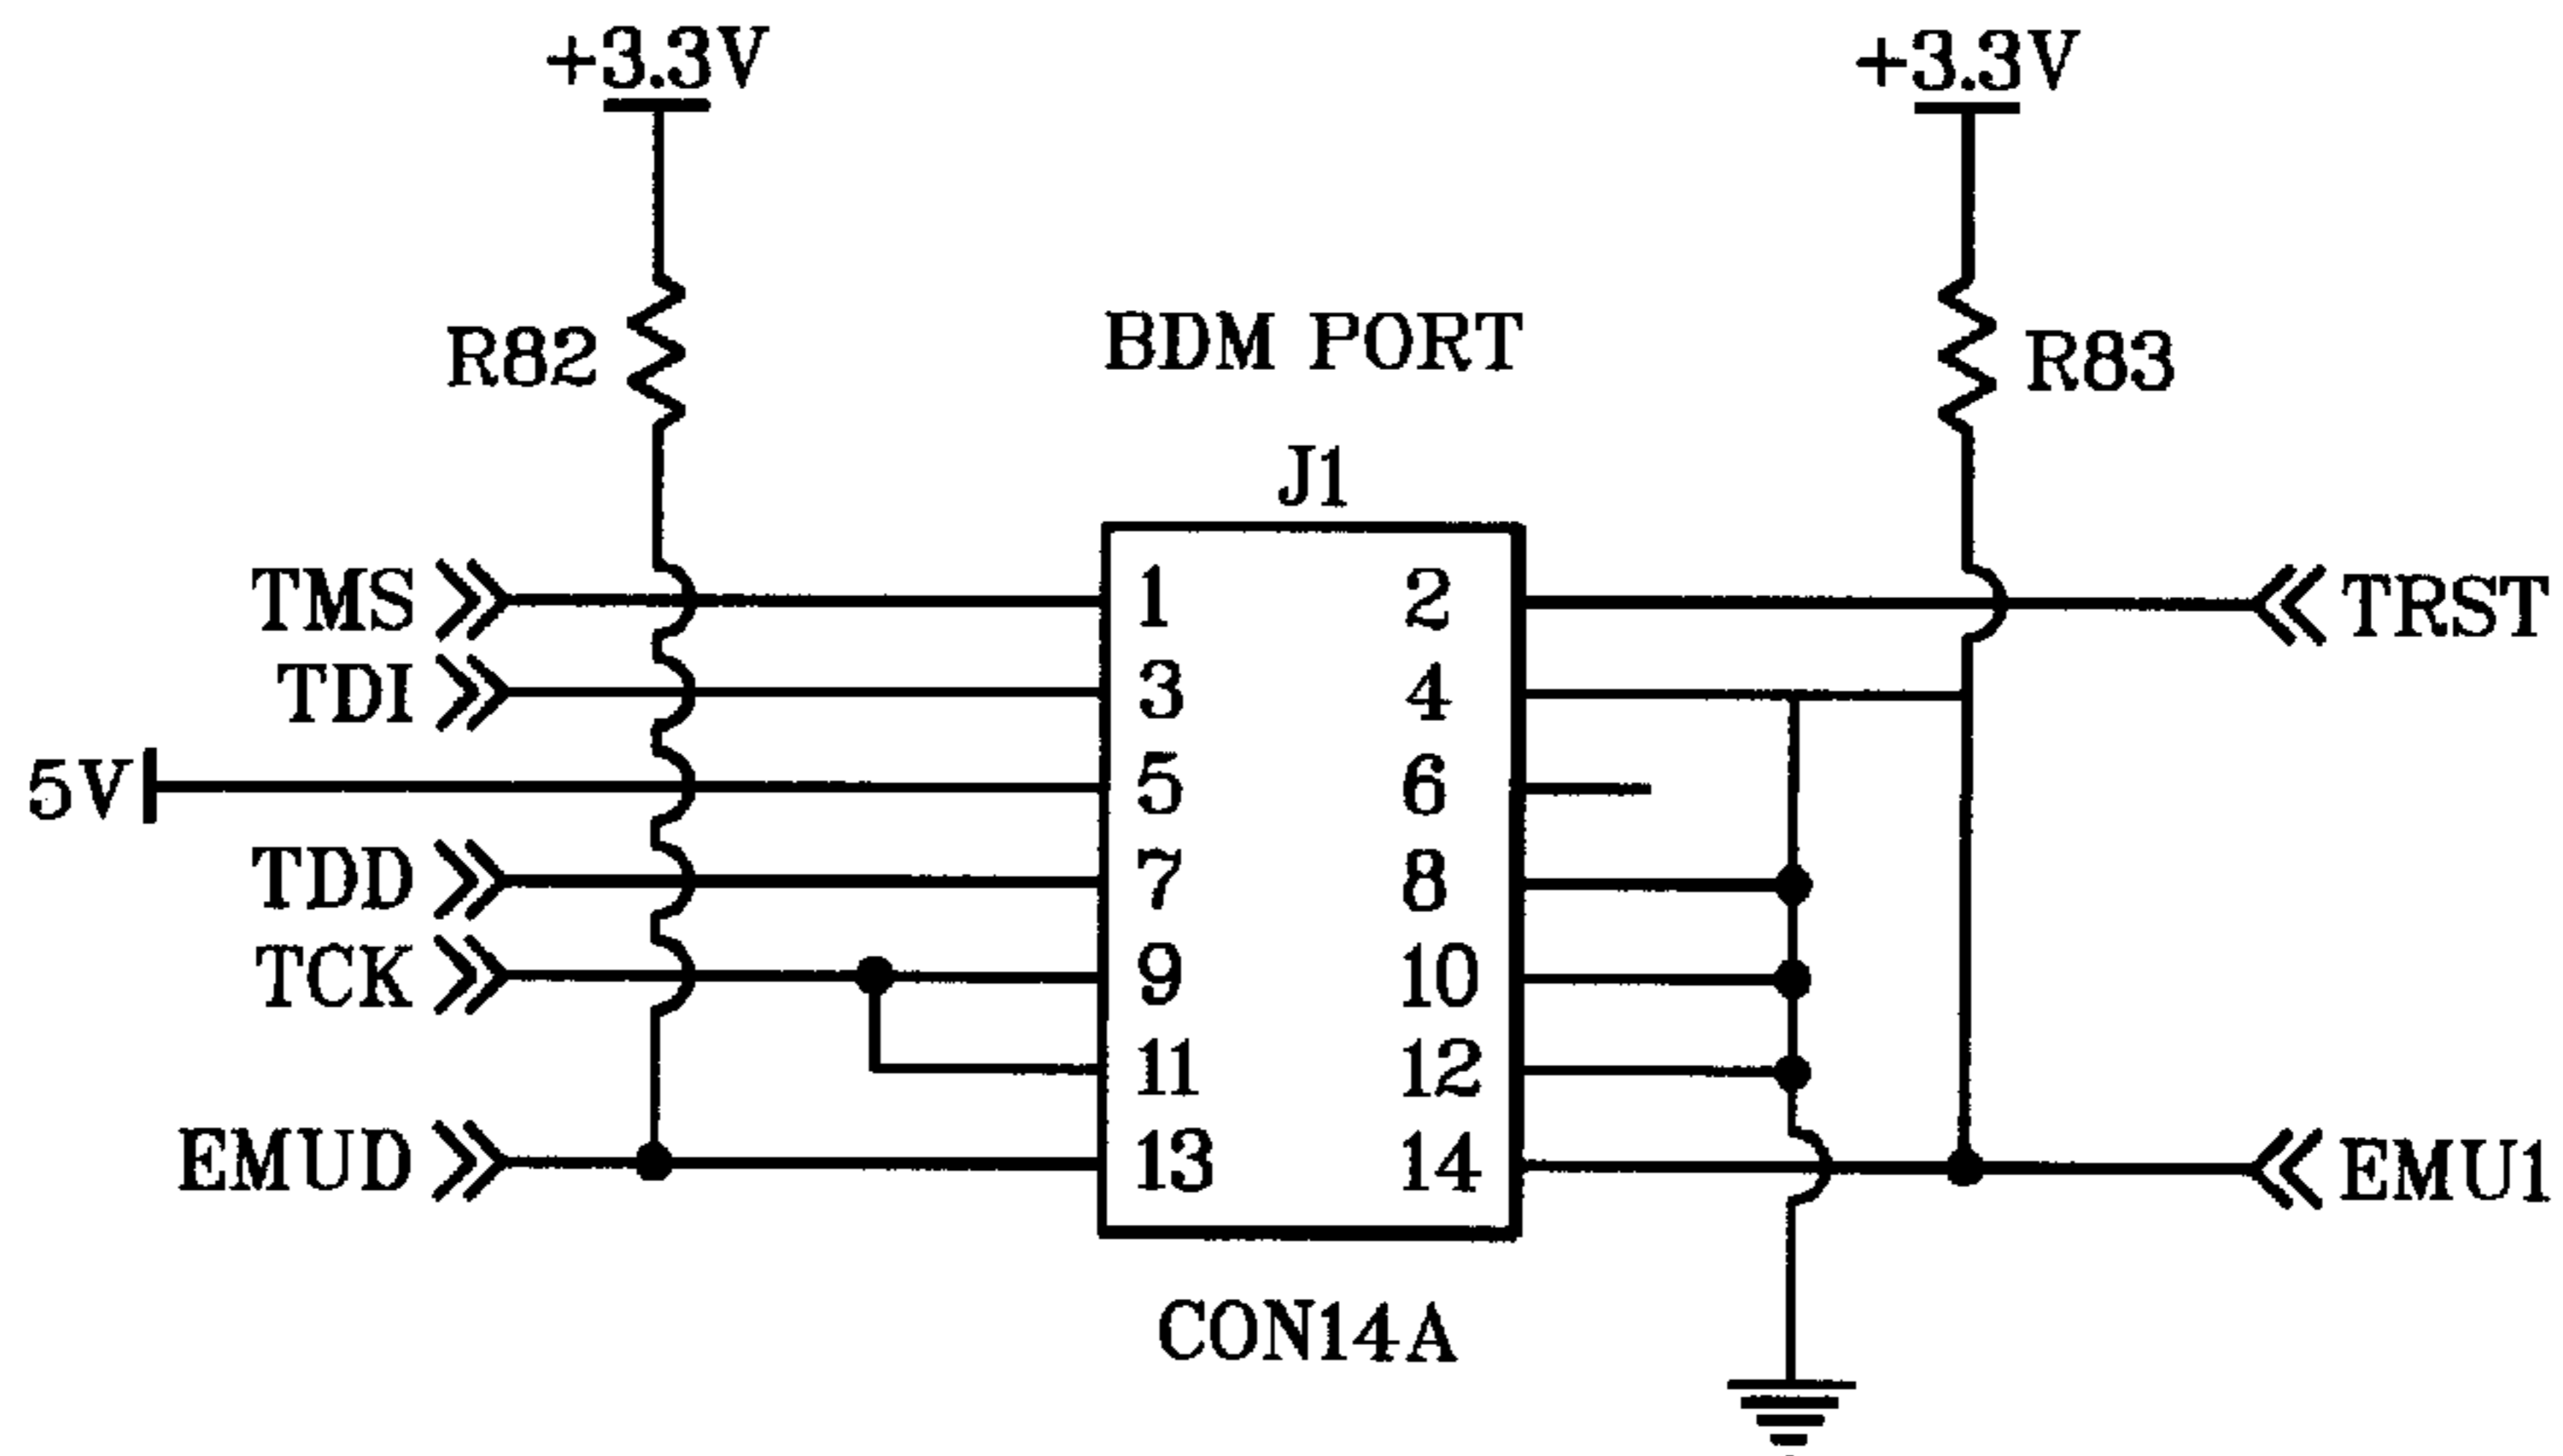 +3.3V +3.3V
R82 BDM PORT R83
J1
TMS 1 2 TRST
TDI 3 4
5V 5 6
TDD 7 8
TCK 9 10
11 12
EMUD 13 14 EMU1
CON14A